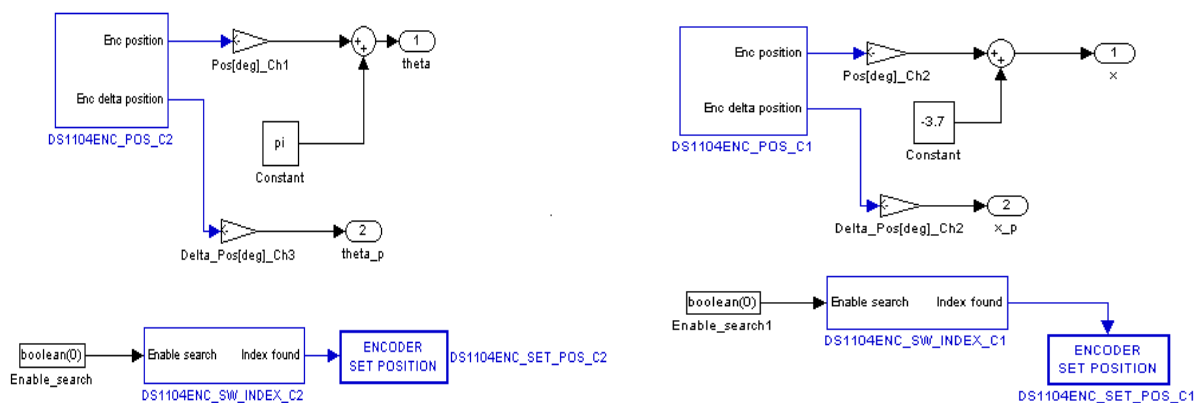 Enc position
Enc delta position
DS1104ENC_POS_C2
Pos[deg]_Ch1
+
+
1
theta
pi
Constant
Delta_Pos[deg]_Ch3
2
theta_p
boolean(0)
Enable_search
Enable search
Index found
DS1104ENC_SW_INDEX_C2
ENCODER
SET POSITION
DS1104ENC_SET_POS_C2
Enc position
Enc delta position
DS1104ENC_POS_C1
Pos[deg]_Ch2
+
+
1
x
-3.7
Constant
Delta_Pos[deg]_Ch2
2
x_p
boolean(0)
Enable_search1
Enable search
Index found
DS1104ENC_SW_INDEX_C1
ENCODER
SET POSITION
DS1104ENC_SET_POS_C1